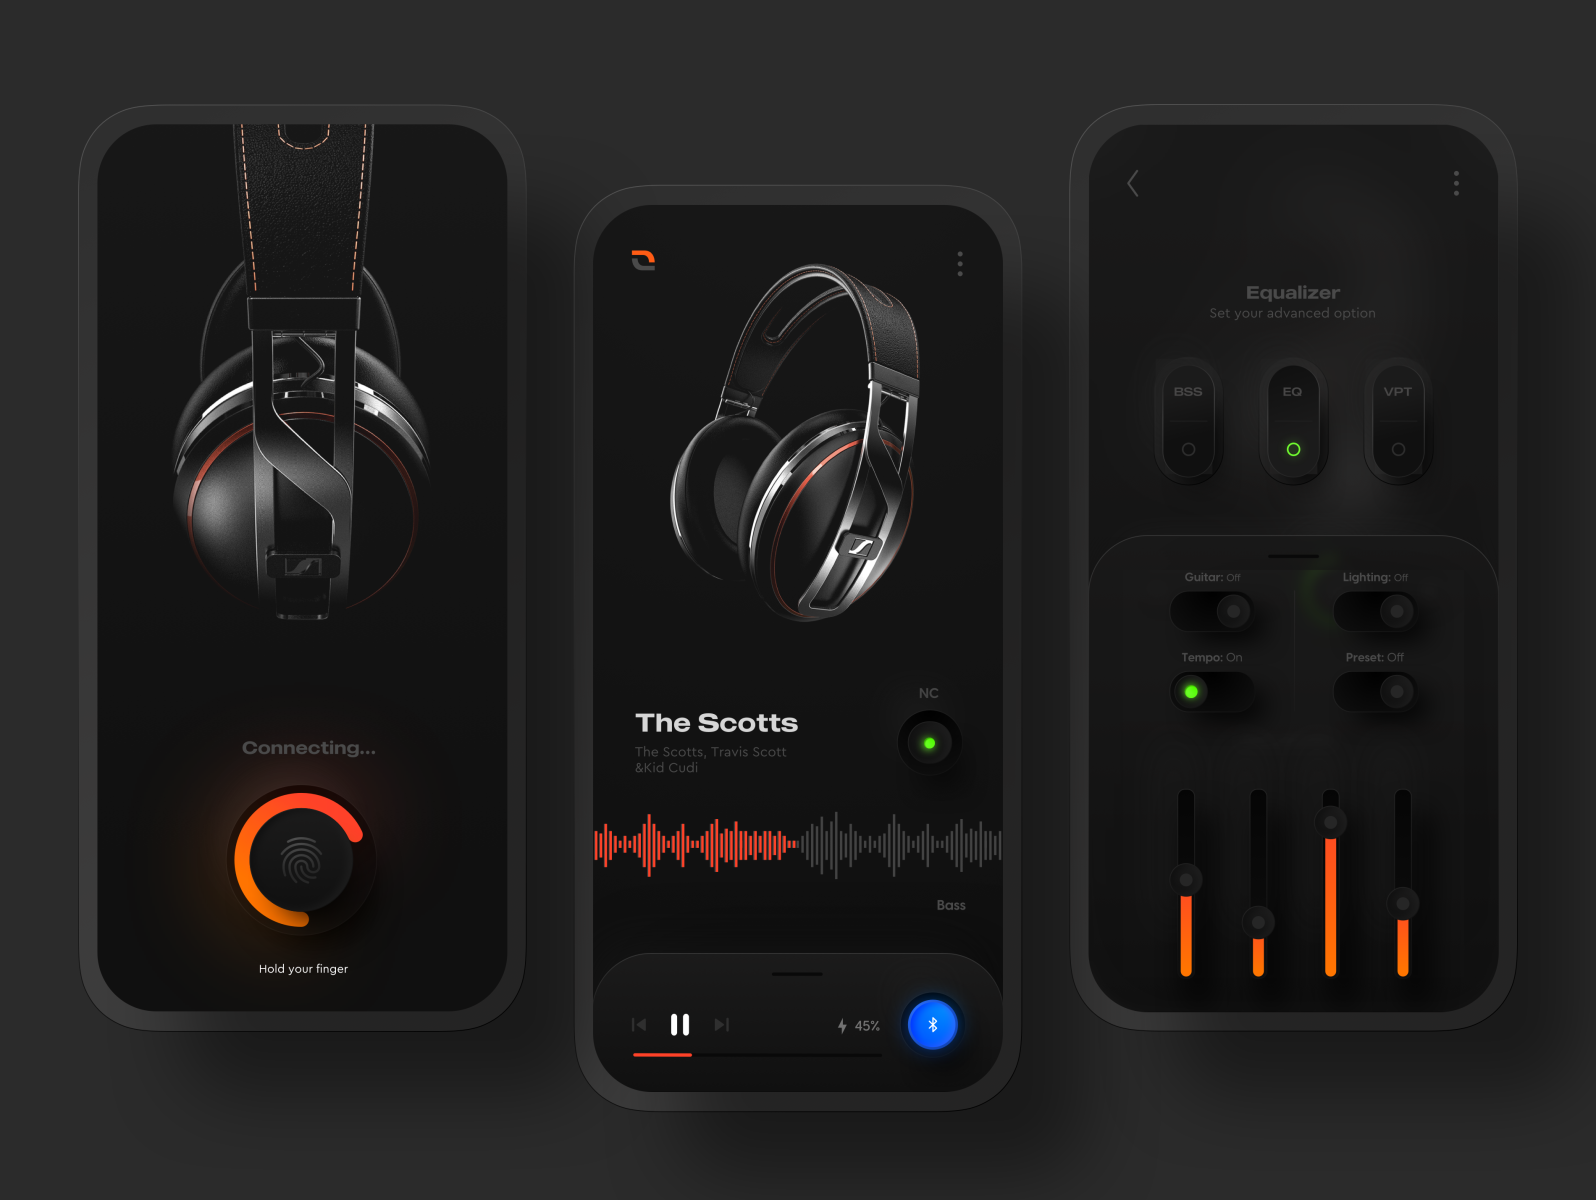 Connecting...
Hold your finger
NC
The Scotts
The Scotts, Travis Scott
&Kid Cudi
Bass
45%
Equalizer
Set your advanced option
BSS
EQ
VPT
Guitar: Off
Lighting: Off
Tempo: On
Preset: Off